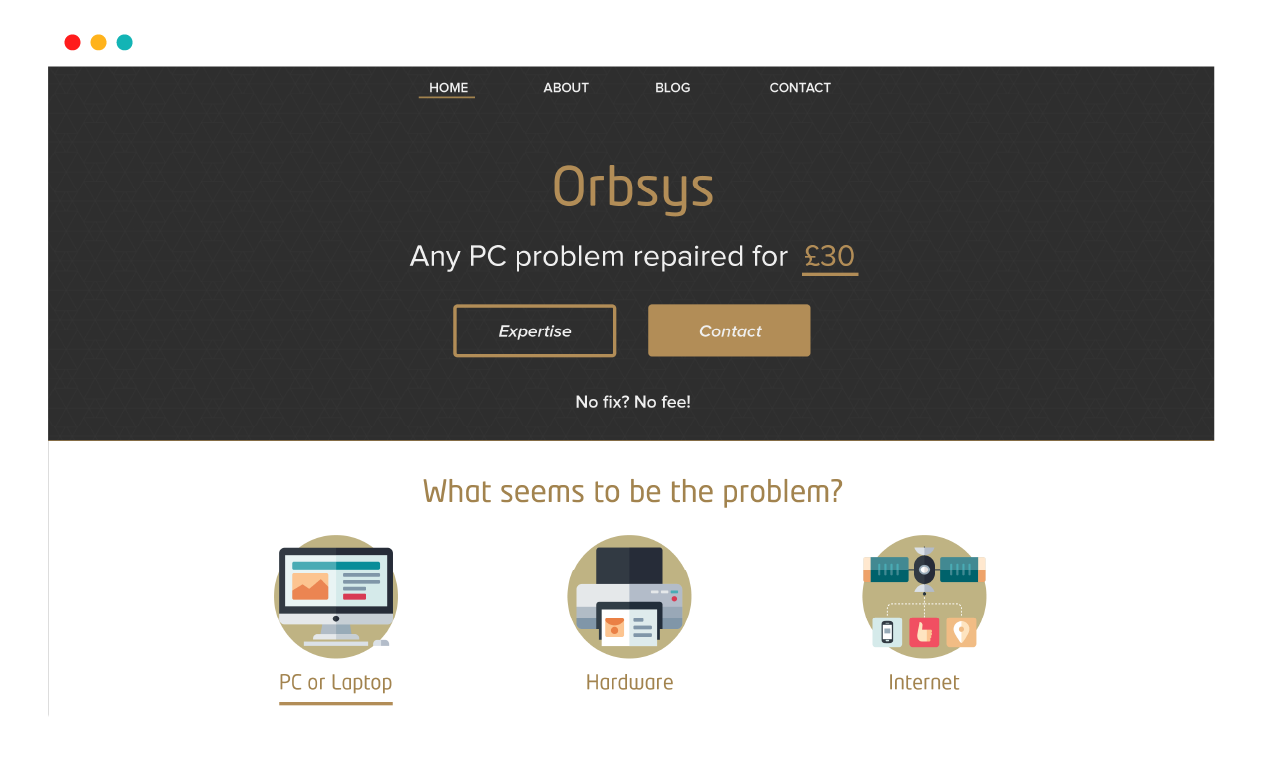 HOME ABOUT BLOG CONTACT
Orbsys
Any PC problem repaired for £30
Expertise Contact
No fix? No fee!
What seems to be the problem?
PC or Laptop Hardware Internet